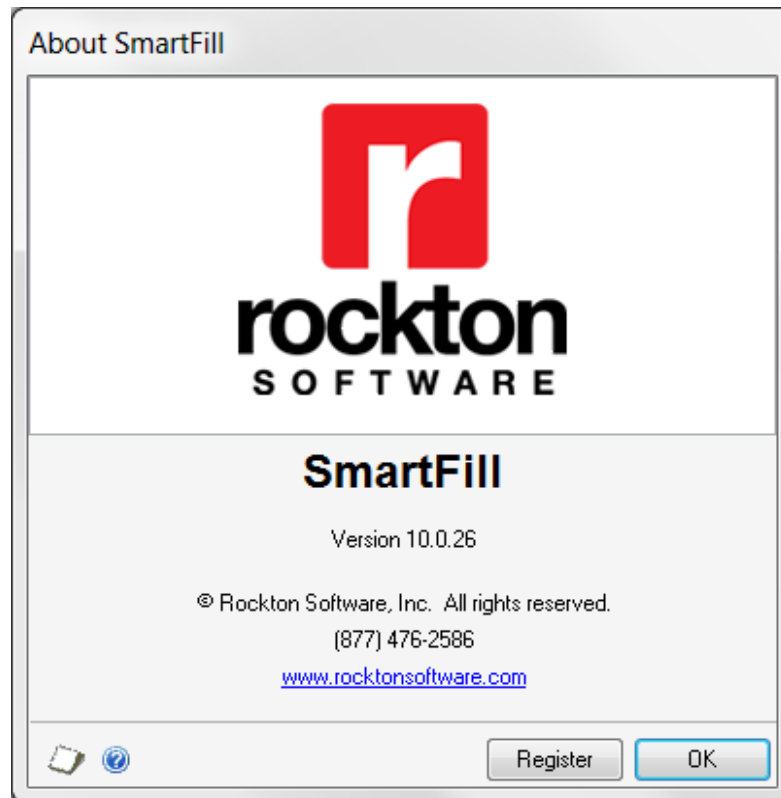 About SmartFill
r
rockton
SOFTWARE
SmartFill
Version 10.0.26
© Rockton Software, Inc. All rights reserved.
(877) 476-2586
www.rocktonsoftware.com
Register OK